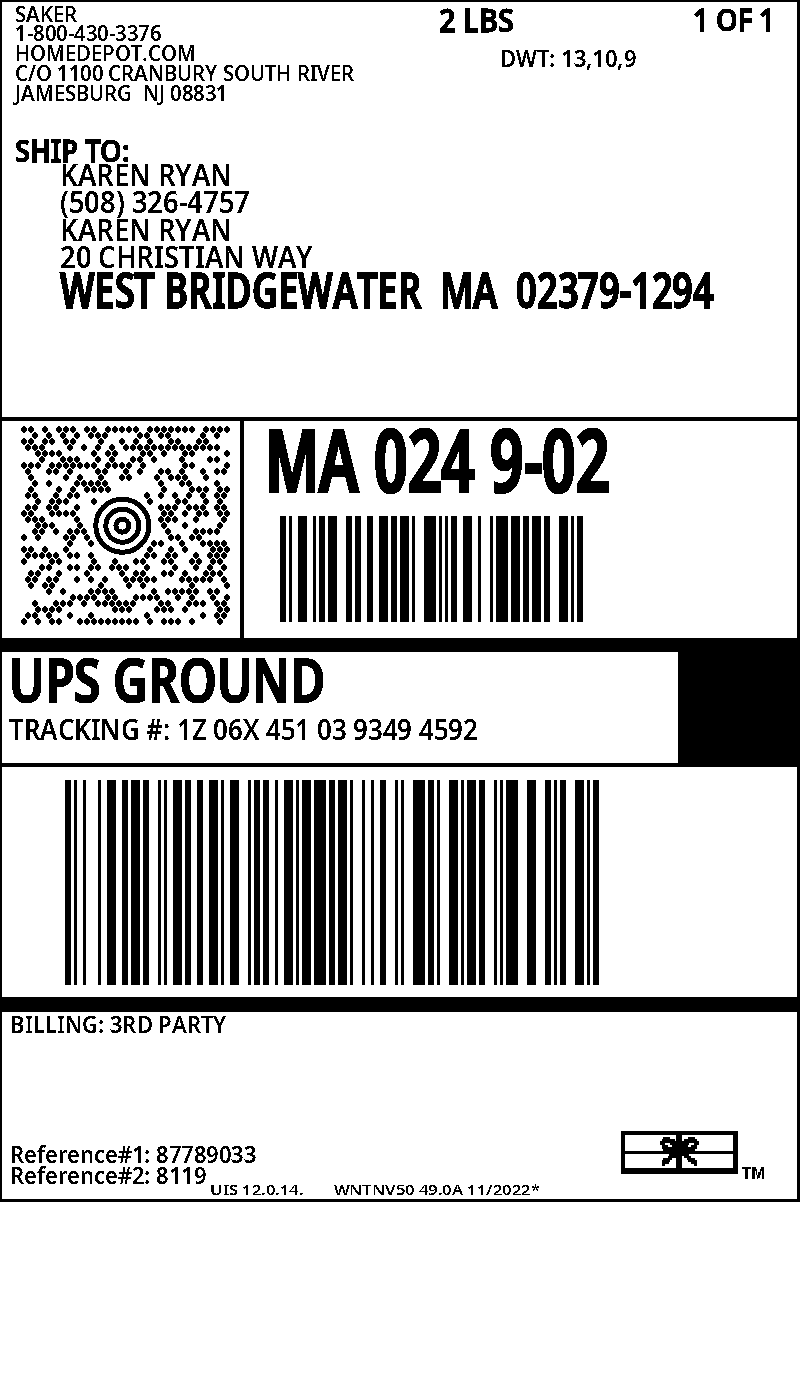 SAKER
1-800-430-3376
HOMEDEPOT.COM
C/O 1100 CRANBURY SOUTH RIVER
JAMESBURG NJ 08831
2 LBS
1 OF 1
DWT: 13,10,9
SHIP TO:
KAREN RYAN
(508) 326-4757
KAREN RYAN
20 CHRISTIAN WAY
WEST BRIDGEWATER MA 02379-1294
MA 024 9-02
UPS GROUND
TRACKING #: 1Z 06X 451 03 9349 4592
BILLING: 3RD PARTY
Reference#1: 87789033
Reference#2: 8119
UIS 12.0.14. WNTNV50 49.0A 11/2022*
TM